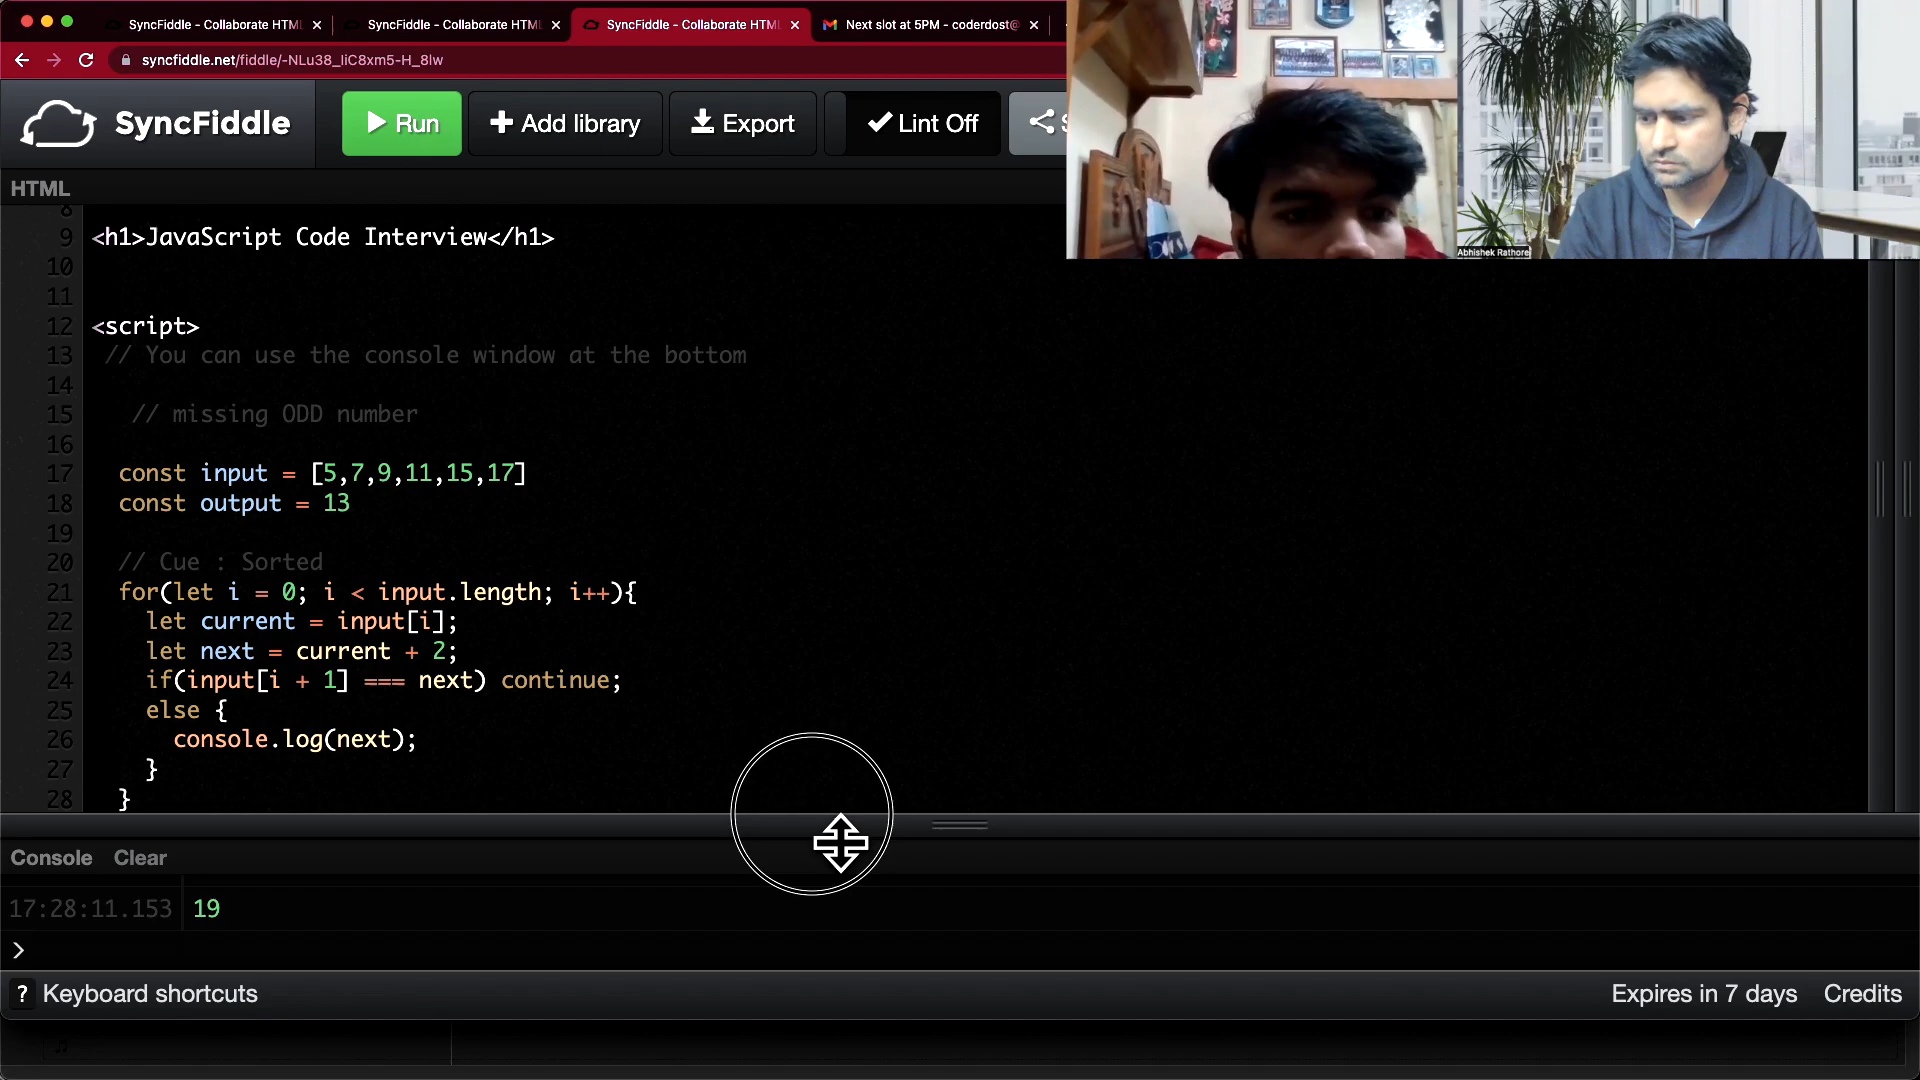 SyncFiddle - Collaborate HTML
SyncFiddle - Collaborate HTML
SyncFiddle - Collaborate HTML
Next slot at 5PM - coderdost@
syncfiddle.net/fiddle/-NLu38_liC8xm5-H_8lw
SyncFiddle
Run
Add library
Export
Lint Off
HTML
8
9 <h1>JavaScript Code Interview</h1>
10
11
12 <script>
13 // You can use the console window at the bottom
14
15 // missing ODD number
16
17 const input = [5,7,9,11,15,17]
18 const output = 13
19
20 // Cue : Sorted
21 for(let i = 0; i < input.length; i++){
22 let current = input[i];
23 let next = current + 2;
24 if(input[i + 1] === next) continue;
25 else {
26 console.log(next);
27 }
28 }
Abhishek Rathore
Console Clear
17:28:11.153 19
>
? Keyboard shortcuts
Expires in 7 days Credits